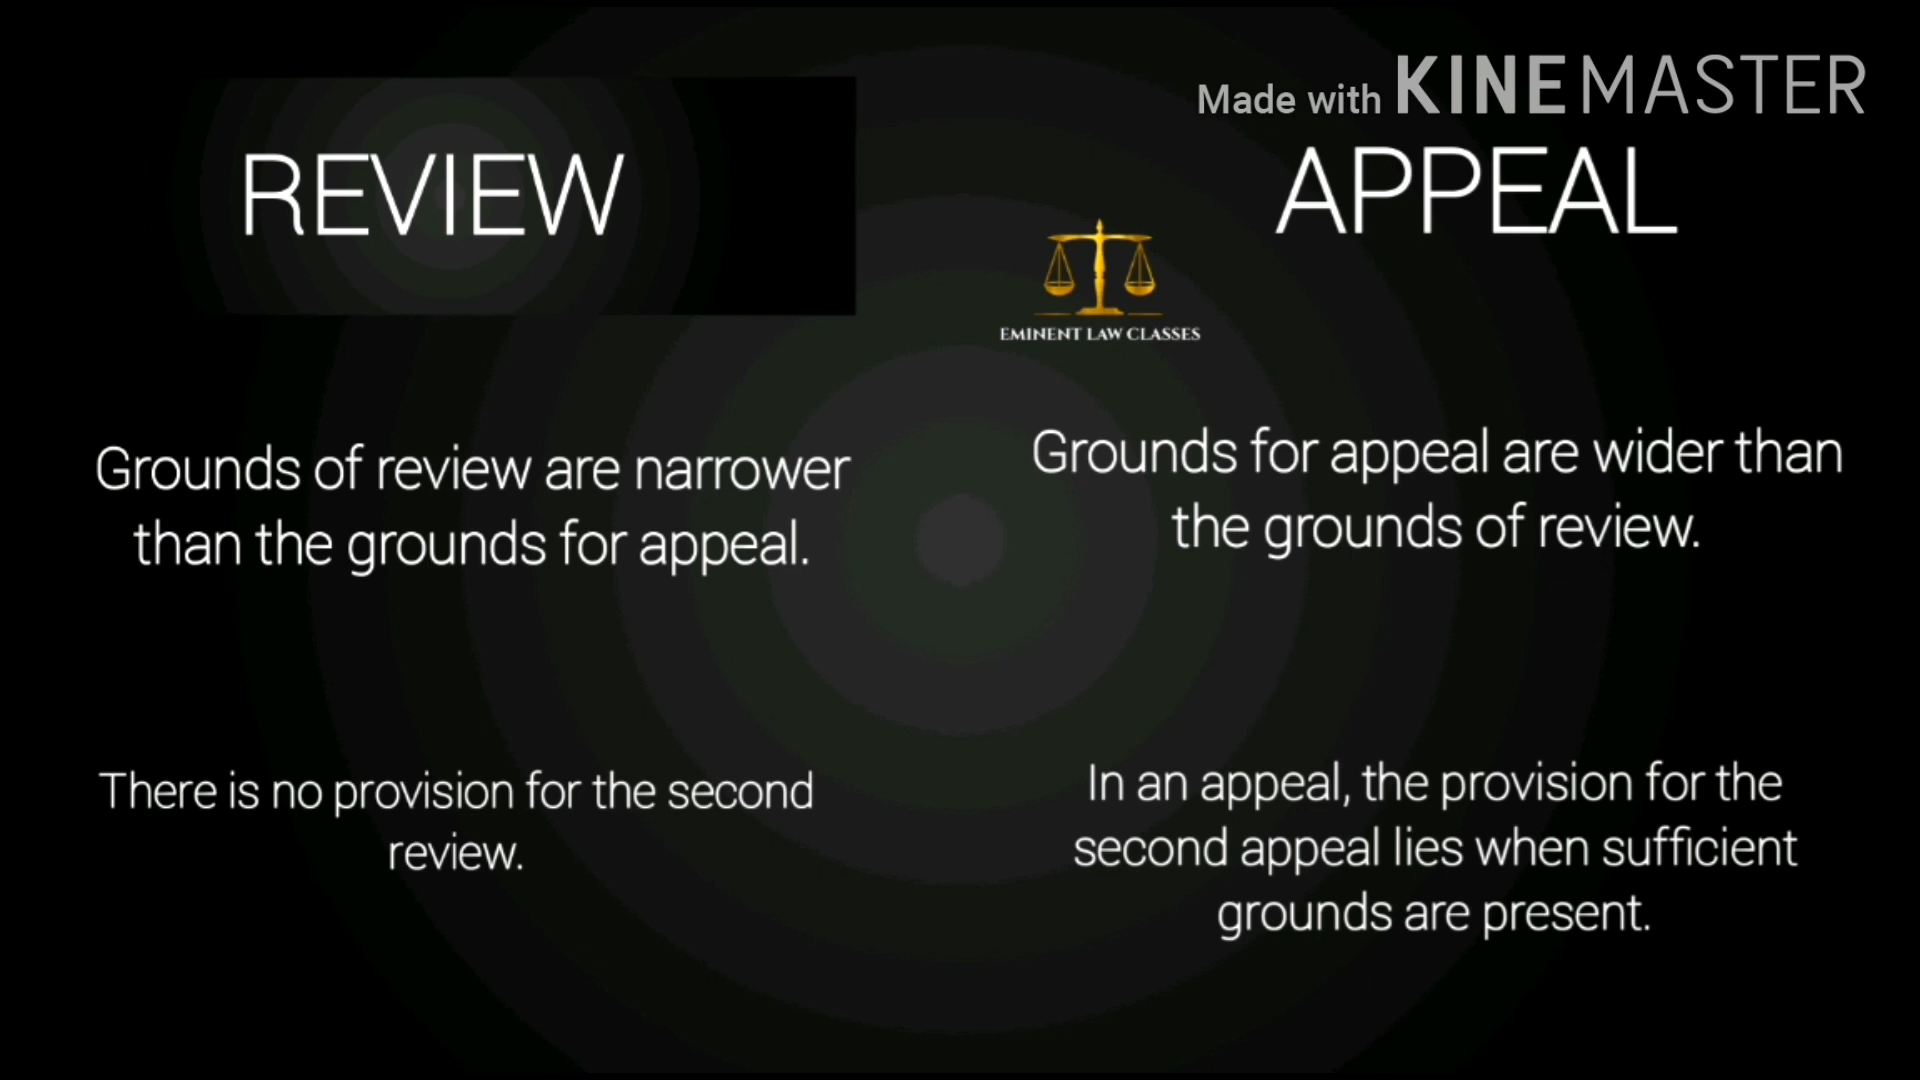 Made with KINEMASTER
REVIEW
APPEAL
EMINENT LAW CLASSES
Grounds of review are narrower
than the grounds for appeal.
Grounds for appeal are wider than
the grounds of review.
There is no provision for the second
review.
In an appeal, the provision for the
second appeal lies when sufficient
grounds are present.